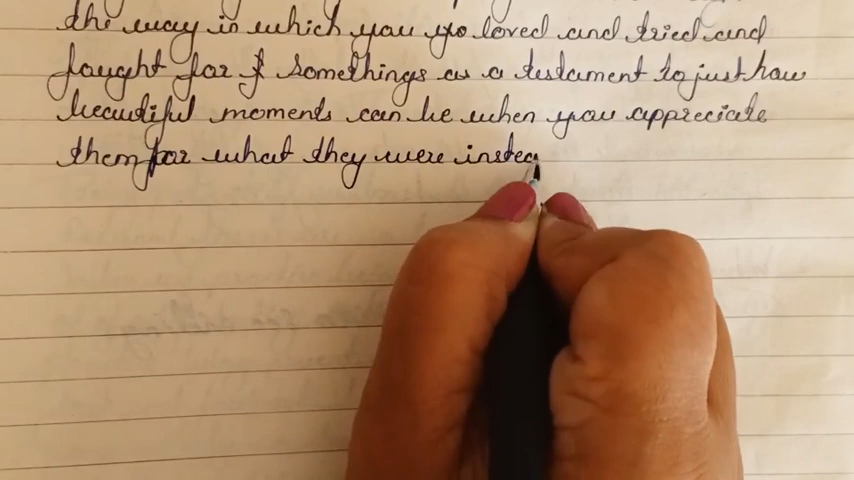 the way in which you yo loved and tried and
fought for f somethings as a testament to just how
beautiful moments can be when you appreciate
them for what they were instea